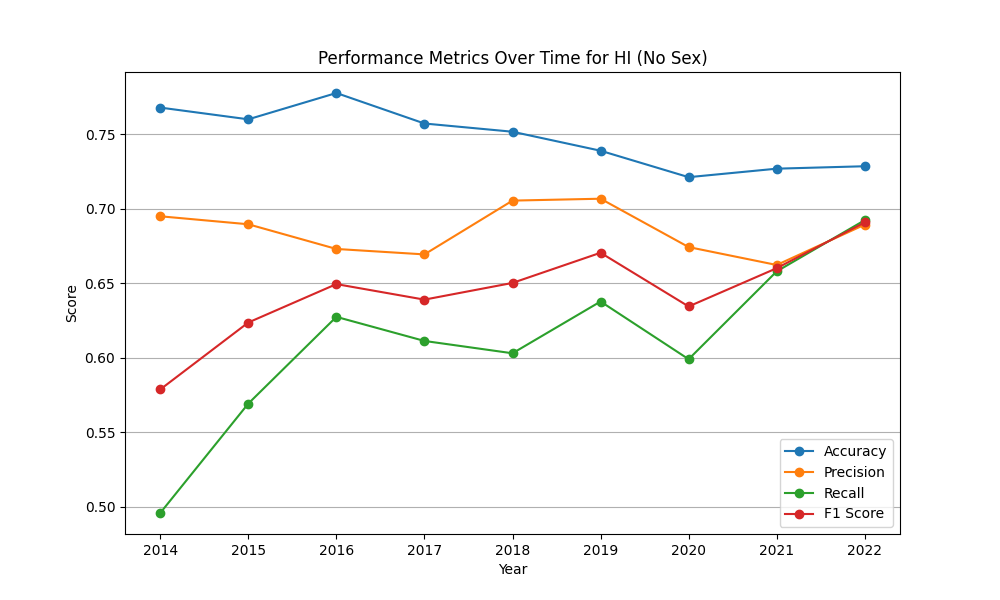 Performance Metrics Over Time for HI (No Sex)
Score
0.75
0.70
0.65
0.60
0.55
0.50
Accuracy
Precision
Recall
F1 Score
2014 2015 2016 2017 2018 2019 2020 2021 2022
Year